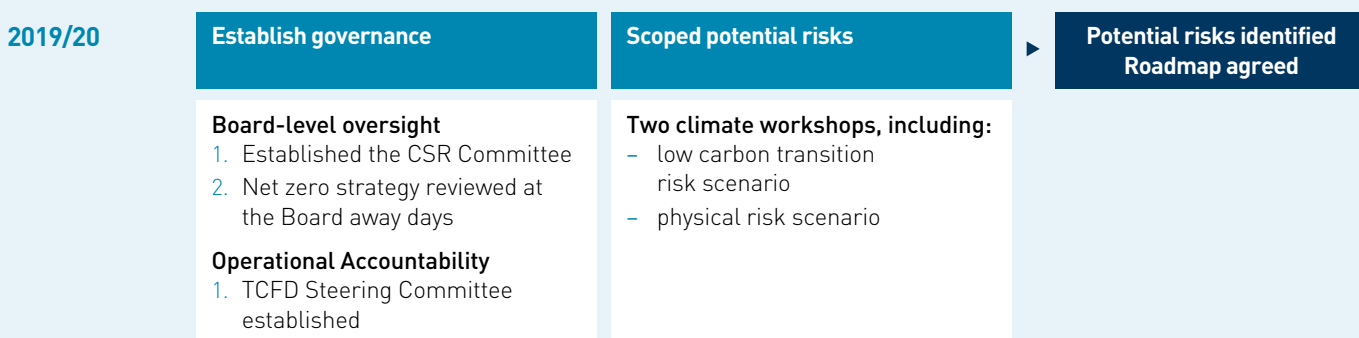 2019/20
Establish governance
Scoped potential risks
Potential risks identified
Roadmap agreed
Board-level oversight
1. Established the CSR Committee
2. Net zero strategy reviewed at
the Board away days
Operational Accountability
1. TCFD Steering Committee
established
Two climate workshops, including:
– low carbon transition
risk scenario
– physical risk scenario